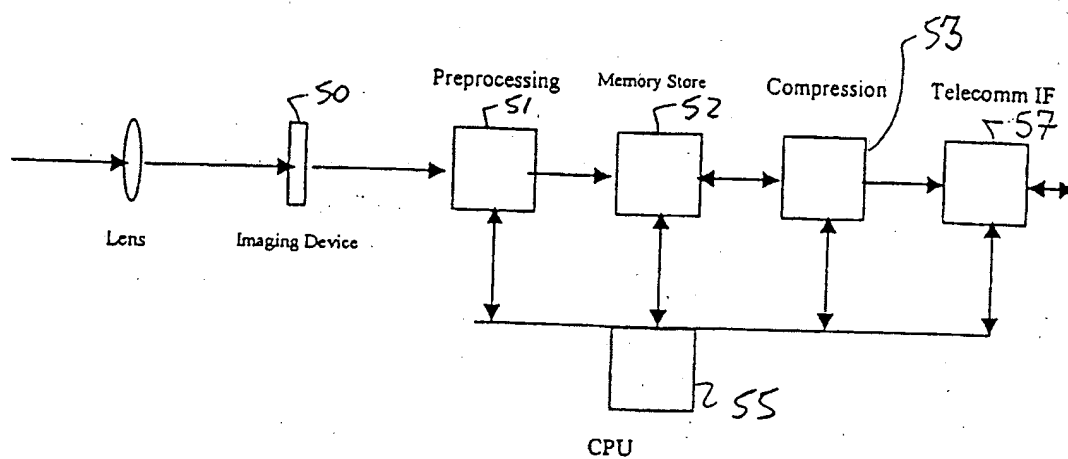 53
Preprocessing
Memory Store
Compression
Telecomm IF
50
51
52
57
Lens
Imaging Device
55
CPU